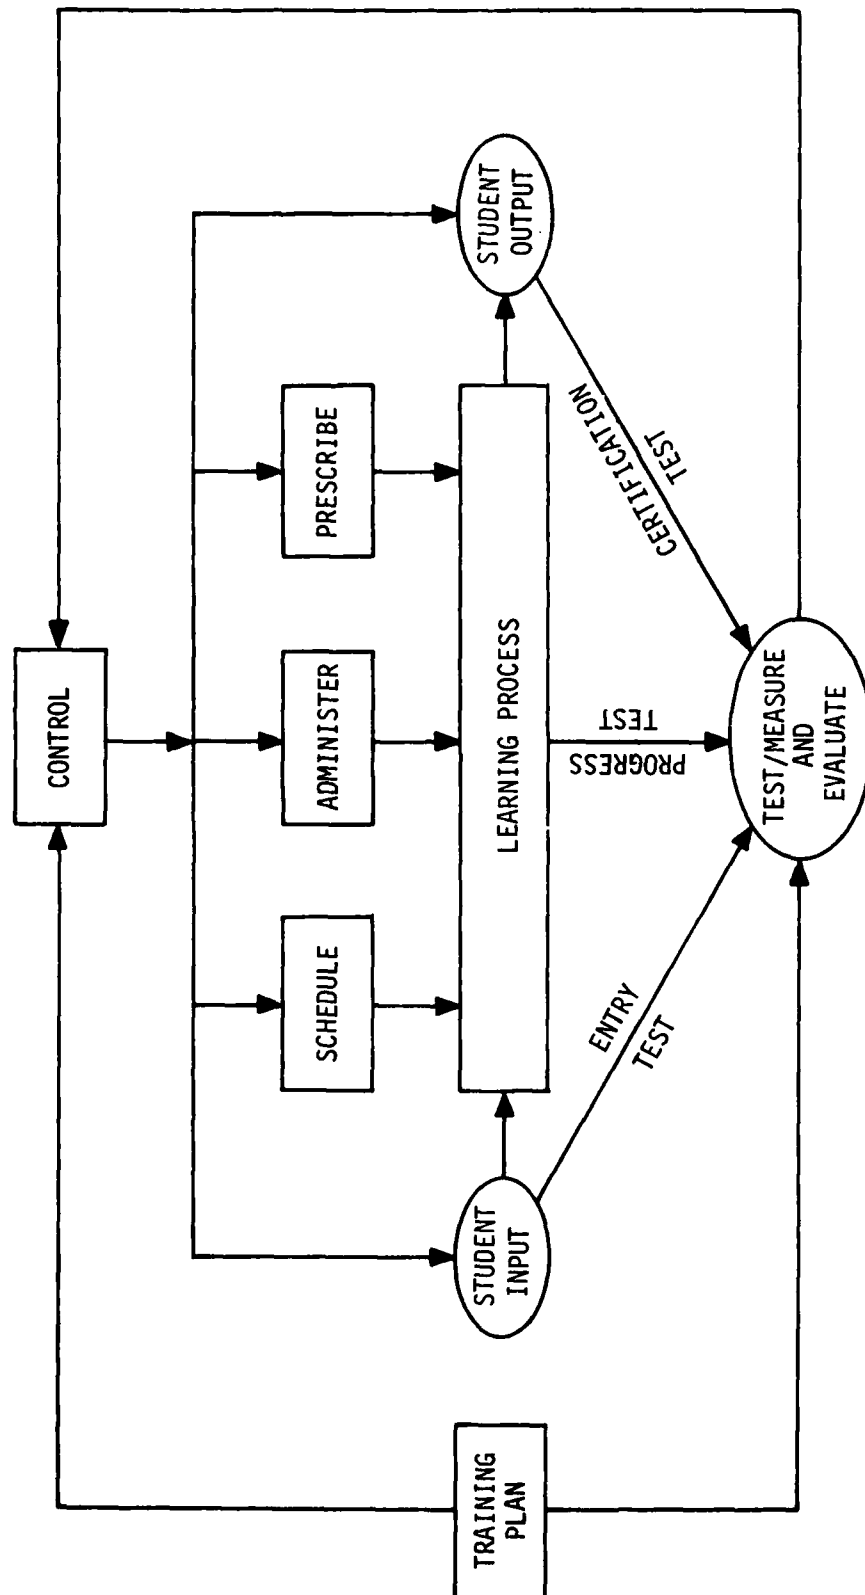 CONTROL
SCHEDULE
ADMINISTER
PRESCRIBE
TRAINING
PLAN
STUDENT
INPUT
LEARNING PROCESS
STUDENT
OUTPUT
ENTRY
TEST
PROGRESS
TEST
CERTIFICATION
TEST
TEST/MEASURE
AND
EVALUATE